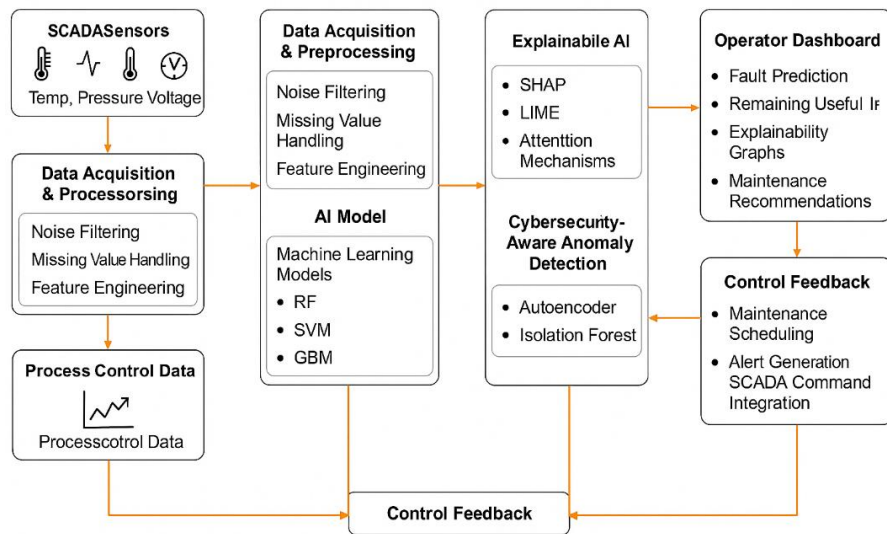 SCADASensors
Temp, Pressure Voltage
Data Acquisition
& Processorsing
Noise Filtering
Missing Value Handling
Feature Engineering
Process Control Data
Processcotrol Data
Data Acquisition
& Preprocessing
Noise Filtering
Missing Value
Handling
Feature Engineering
AI Model
Machine Learning
Models
• RF
• SVM
• GBM
Explainabile AI
• SHAP
• LIME
• Attenttion
Mechanisms
Cybersecurity-
Aware Anomaly
Detection
• Autoencoder
• Isolation Forest
Operator Dashboard
• Fault Prediction
• Remaining Useful
• Explainability
Graphs
• Maintenance
Recommendations
Control Feedback
• Maintenance
Scheduling
• Alert Generation
SCADA Command
Integration
Control Feedback